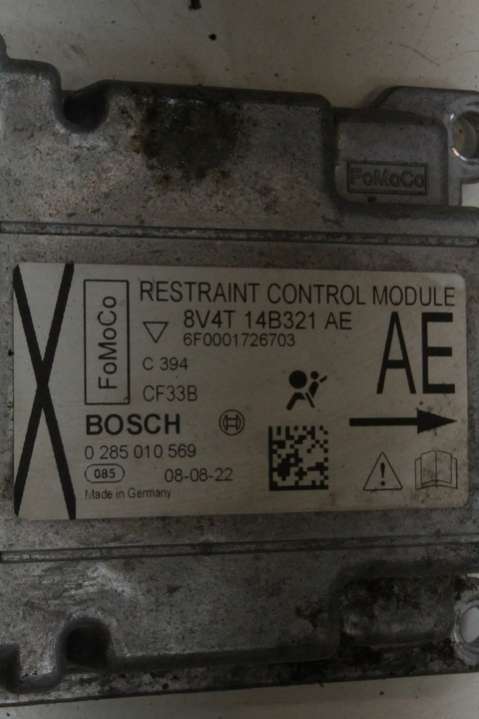 FoMoCo
FoMoCo
RESTRAINT CONTROL MODULE
8V4T 14B321 AE
6F0001726703
AE
C 394
CF33B
BOSCH
0 285 010 569
085
08-08-22
Made in Germany